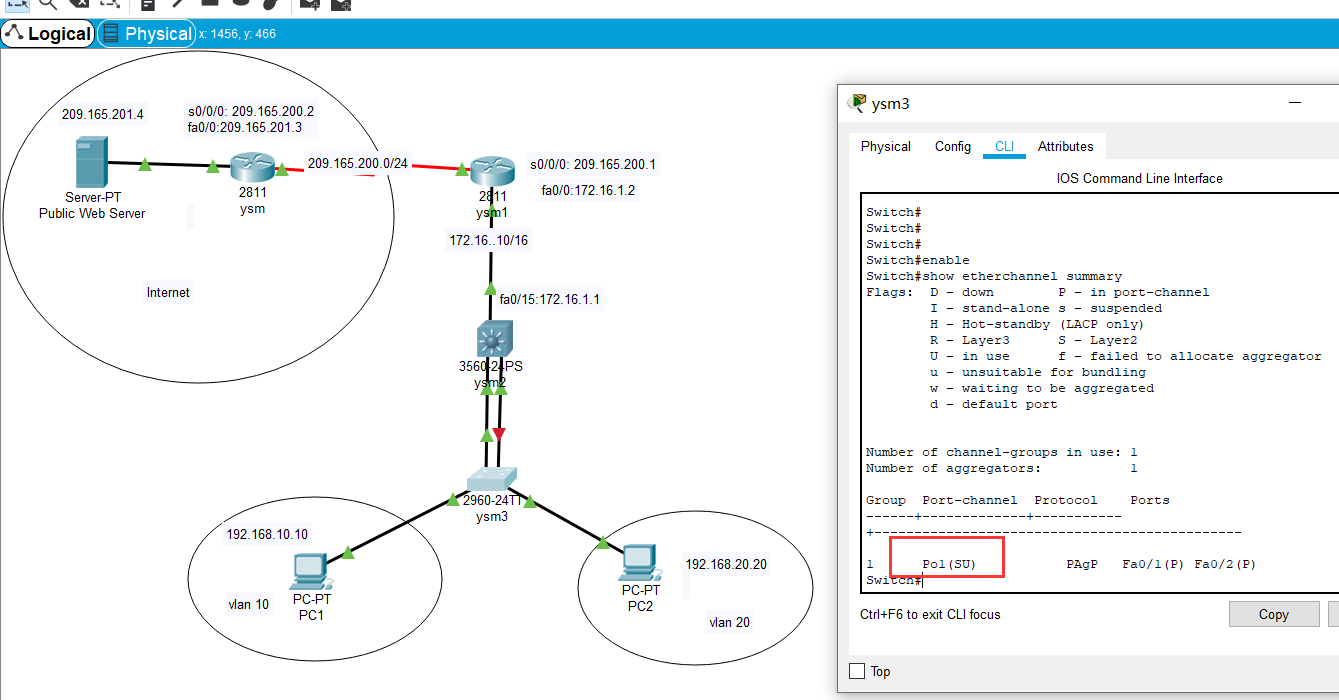 Logical
Physical
x: 1456, y: 466
209.165.201.4
s0/0/0: 209.165.200.2
fa0/0:209.165.201.3
Server-PT
Public Web Server
2811
ysm
209.165.200.0/24
Internet
2811
ysm1
s0/0/0: 209.165.200.1
fa0/0:172.16.1.2
172.16..10/16
fa0/15:172.16.1.1
3560-24PS
ysm2
2960-24TT
ysm3
192.168.10.10
vlan 10
PC-PT
PC1
PC-PT
PC2
192.168.20.20
vlan 20
ysm3
Physical Config CLI Attributes
IOS Command Line Interface
Switch#
Switch#
Switch#
Switch#enable
Switch#show etherchannel summary
Flags:  D - down        P - in port-channel
I - stand-alone s - suspended
H - Hot-standby (LACP only)
R - Layer3      S - Layer2
U - in use      f - failed to allocate aggregator
u - unsuitable for bundling
w - waiting to be aggregated
d - default port
Number of channel-groups in use: 1
Number of aggregators:           1
Group  Port-channel  Protocol    Ports
------+-------------+-----------
+----------------------------------------------
1      Po1(SU)           PAgP   Fa0/1(P) Fa0/2(P)
Switch#
Ctrl+F6 to exit CLI focus
Copy
Top